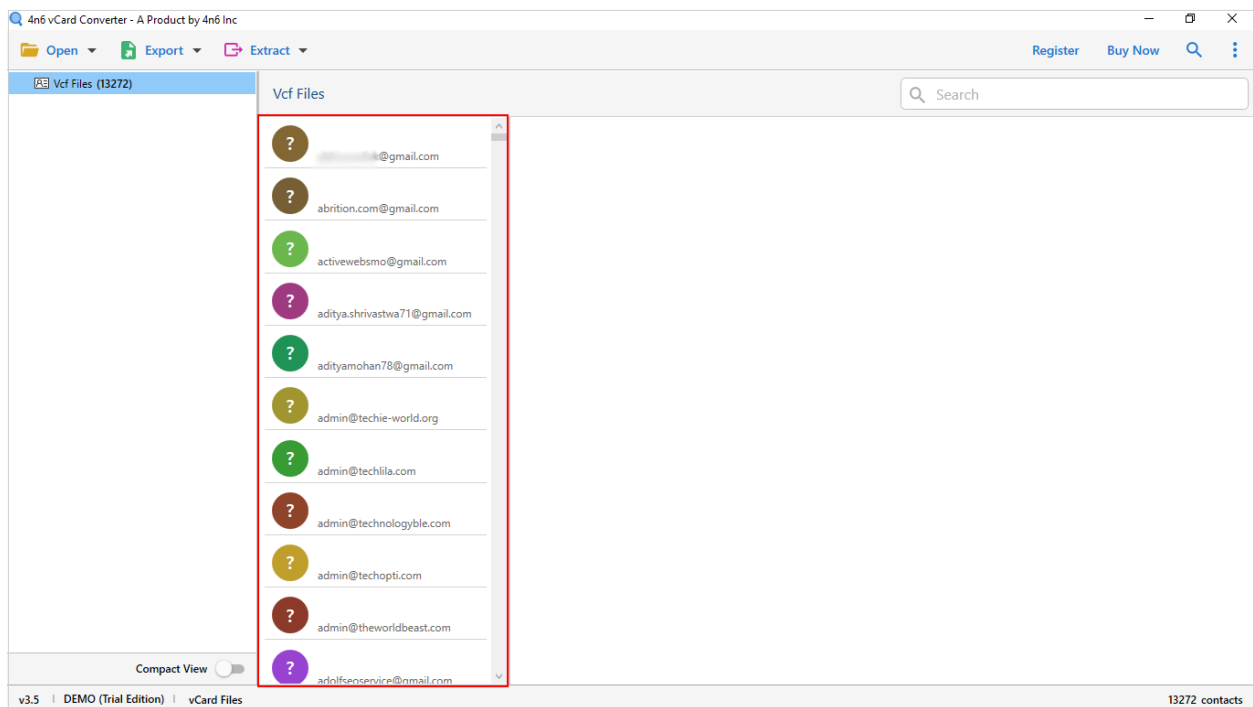 4n6 vCard Converter - A Product by 4n6 Inc
Open Export Extract Register Buy Now
Vcf Files (13272)
Vcf Files
Search
?
@gmail.com
?
abrition.com@gmail.com
?
activewebsmo@gmail.com
?
aditya.shrivastwa71@gmail.com
?
adityamohan78@gmail.com
?
admin@techie-world.org
?
admin@techlila.com
?
admin@technologyble.com
?
admin@techopti.com
?
admin@theworldbeast.com
?
adolfseoservice@gmail.com
Compact View
v3.5 | DEMO (Trial Edition) | vCard Files 13272 contacts